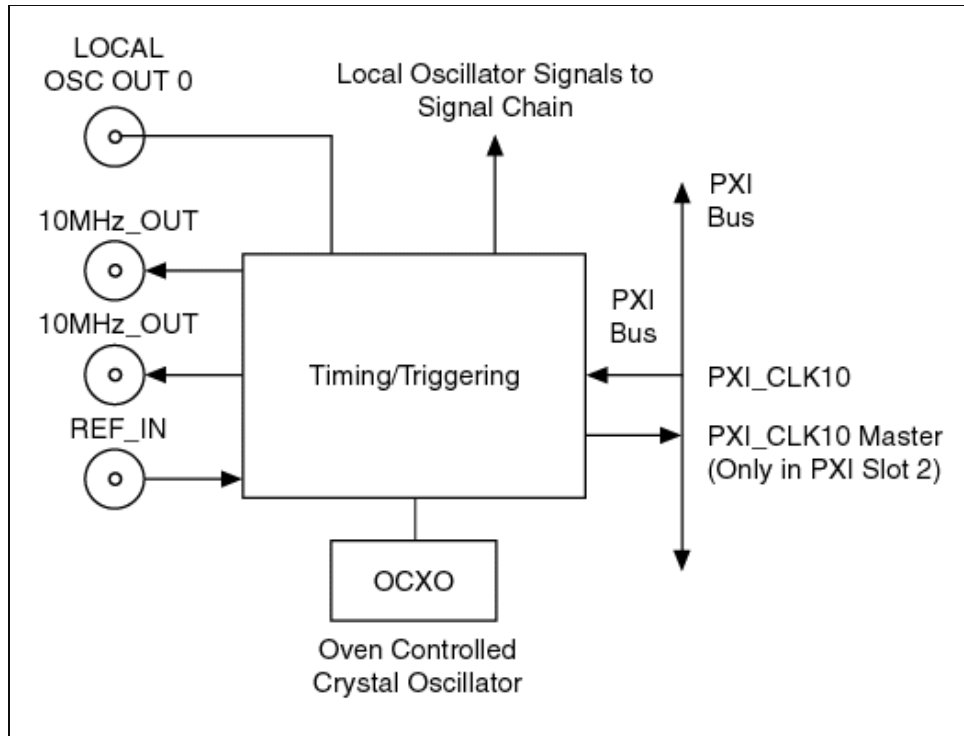 LOCAL
OSC OUT 0
Local Oscillator Signals to
Signal Chain
PXI
Bus
10MHz_OUT
PXI
Bus
10MHz_OUT
Timing/Triggering
PXI_CLK10
REF_IN
PXI_CLK10 Master
(Only in PXI Slot 2)
OCXO
Oven Controlled
Crystal Oscillator